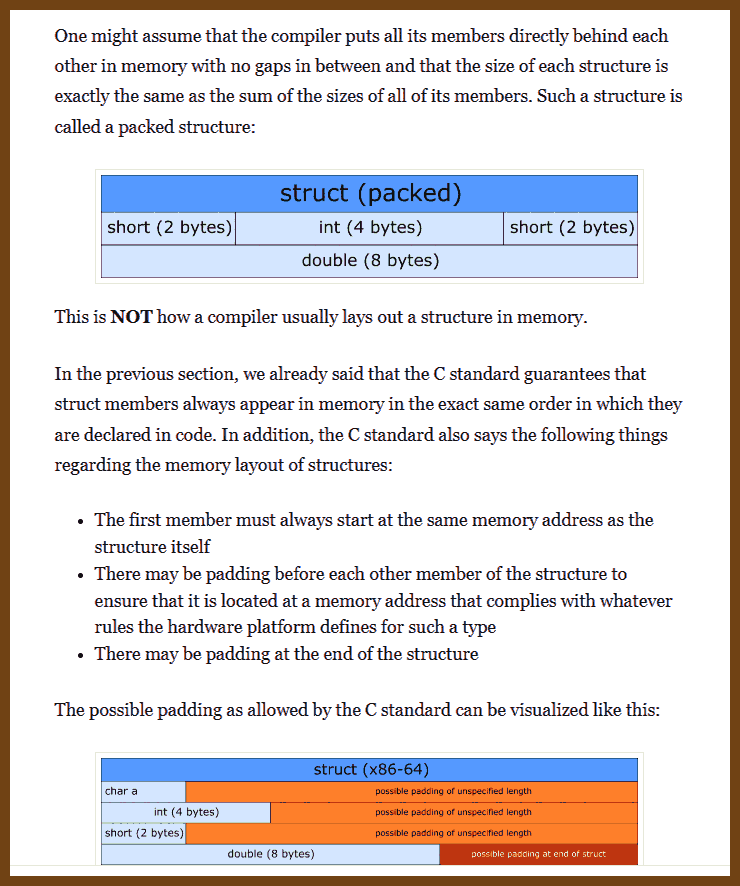 One might assume that the compiler puts all its members directly behind each
other in memory with no gaps in between and that the size of each structure is
exactly the same as the sum of the sizes of all of its members. Such a structure is
called a packed structure:
struct (packed)
short (2 bytes) int (4 bytes) short (2 bytes)
double (8 bytes)
This is NOT how a compiler usually lays out a structure in memory.
In the previous section, we already said that the C standard guarantees that
struct members always appear in memory in the exact same order in which they
are declared in code. In addition, the C standard also says the following things
regarding the memory layout of structures:
• The first member must always start at the same memory address as the
structure itself
• There may be padding before each other member of the structure to
ensure that it is located at a memory address that complies with whatever
rules the hardware platform defines for such a type
• There may be padding at the end of the structure
The possible padding as allowed by the C standard can be visualized like this:
struct (x86-64)
char a possible padding of unspecified length
int (4 bytes) possible padding of unspecified length
short (2 bytes) possible padding of unspecified length
double (8 bytes) possible padding at end of struct